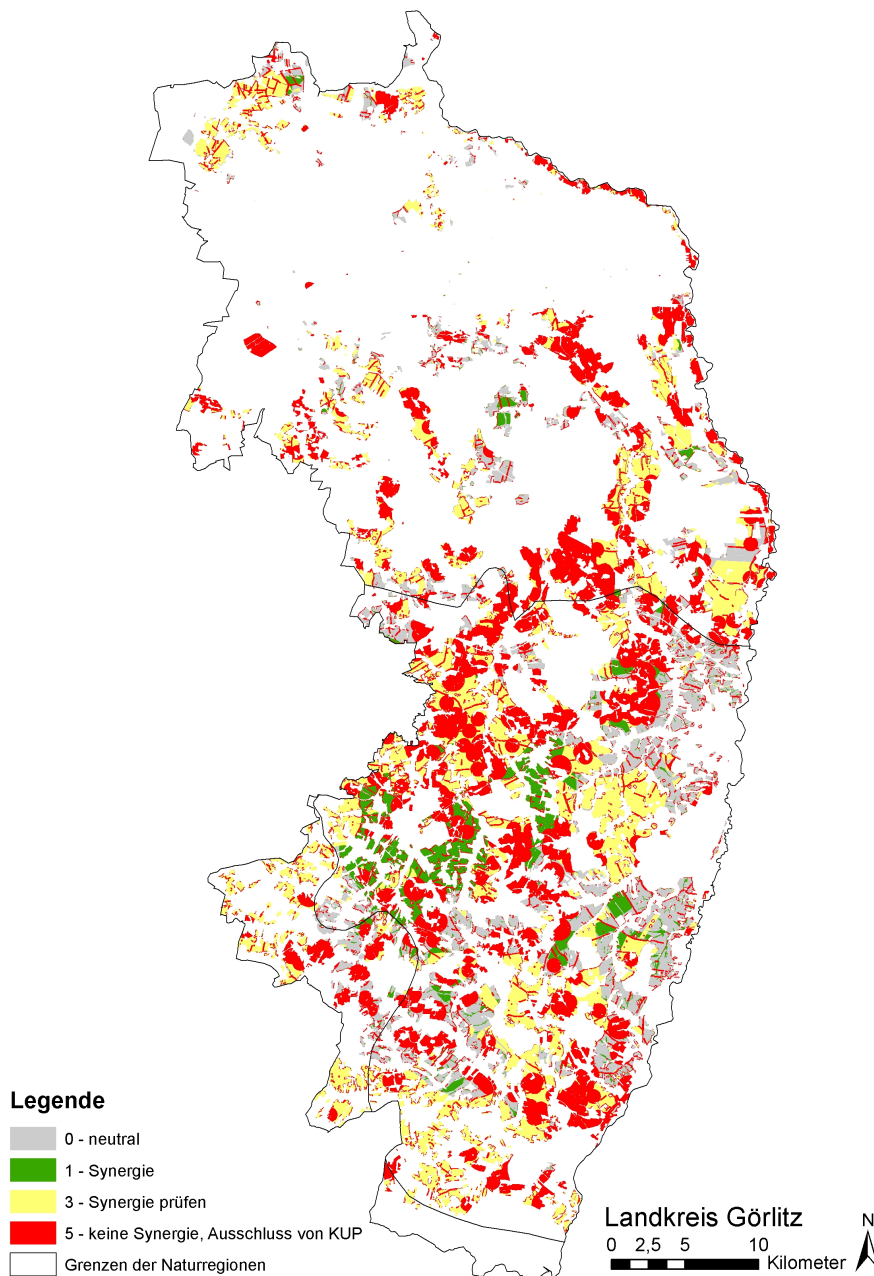 Legende
0 - neutral
1 - Synergie
3 - Synergie prüfen
5 - keine Synergie, Ausschluss von KUP
Grenzen der Naturregionen
Landkreis Görlitz
0 2,5 5 10
Kilometer
N